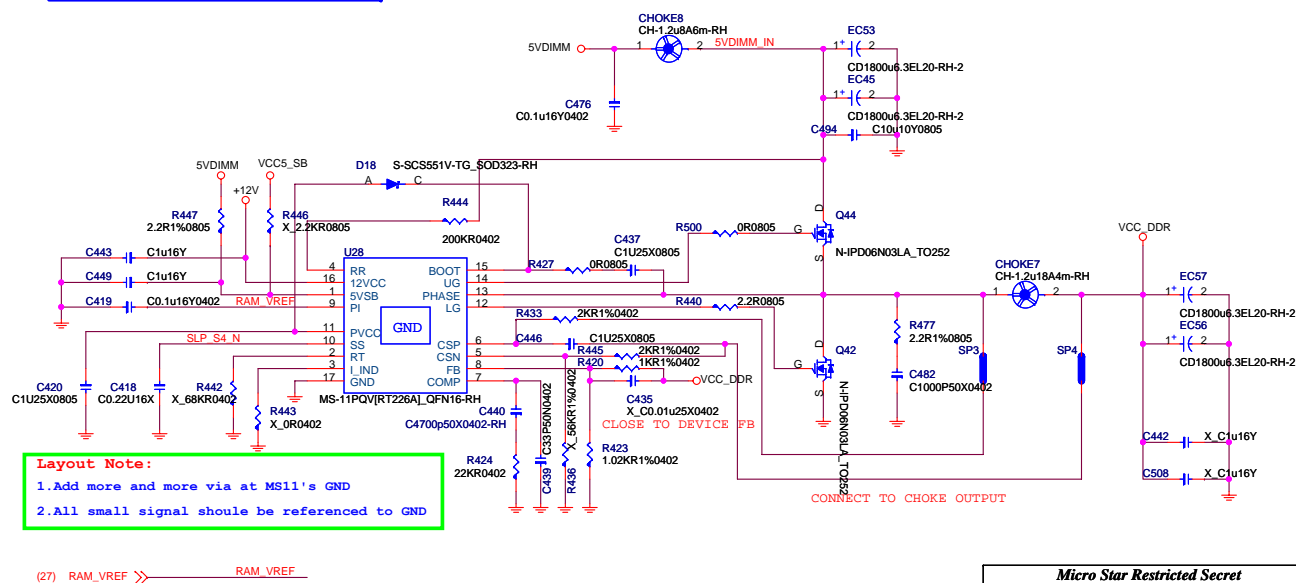 CHOKE8
CH-1.2u8A6m-RH
5VDIMM
1
2
5VDIMM_IN
EC53
1
+
2
CD1800u6.3EL20-RH-2
EC45
1
+
2
CD1800u6.3EL20-RH-2
C476
C0.1u16Y0402
C494
C10u10Y0805
5VDIMM
VCC5_SB
+12V
D18
S-SCS551V-TG_SOD323-RH
A
C
R447
2.2R1%0805
R446
X_2.2KR0805
R444
200KR0402
R500
0R0805
D
Q44
G
S
N-IPD06N03LA_TO252
VCC_DDR
C443
C1u16Y
C449
C1u16Y
C419
C0.1u16Y0402
RAM_VREF
U28
4
RR
16
12VCC
1
5VSB
9
PI
11
PVCC
10
SS
2
RT
3
I_IND
17
GND
GND
BOOT
15
UG
14
PHASE
13
LG
12
CSP
6
CSN
5
FB
8
COMP
7
MS-11PQV[RT226A]_QFN16-RH
R427
0R0805
C437
C1U25X0805
R440
2.2R0805
R433
2KR1%0402
C446
C1U25X0805
R445
2KR1%0402
R420
1KR1%0402
VCC_DDR
C435
X_C0.01u25X0402
CLOSE TO DEVICE FB
CHOKE7
CH-1.2u18A4m-RH
1
2
EC57
1
+
2
CD1800u6.3EL20-RH-2
EC56
1
+
2
CD1800u6.3EL20-RH-2
R477
2.2R1%0805
SP3
SP4
C482
C1000P50X0402
D
Q42
G
S
N-IPD06N03LA_TO252
SLP_S4_N
C420
C1U25X0805
C418
C0.22U16X
R442
X_68KR0402
R443
X_0R0402
C440
C4700p50X0402-RH
R424
22KR0402
C439
C33P50N0402
R436
X_56KR1%0402
R423
1.02KR1%0402
C442
X_C1u16Y
C508
X_C1u16Y
CONNECT TO CHOKE OUTPUT
Layout Note:
1.Add more and more via at MS11's GND
2.All small signal shoule be referenced to GND
(27) RAM_VREF
RAM_VREF
Micro Star Restricted Secret